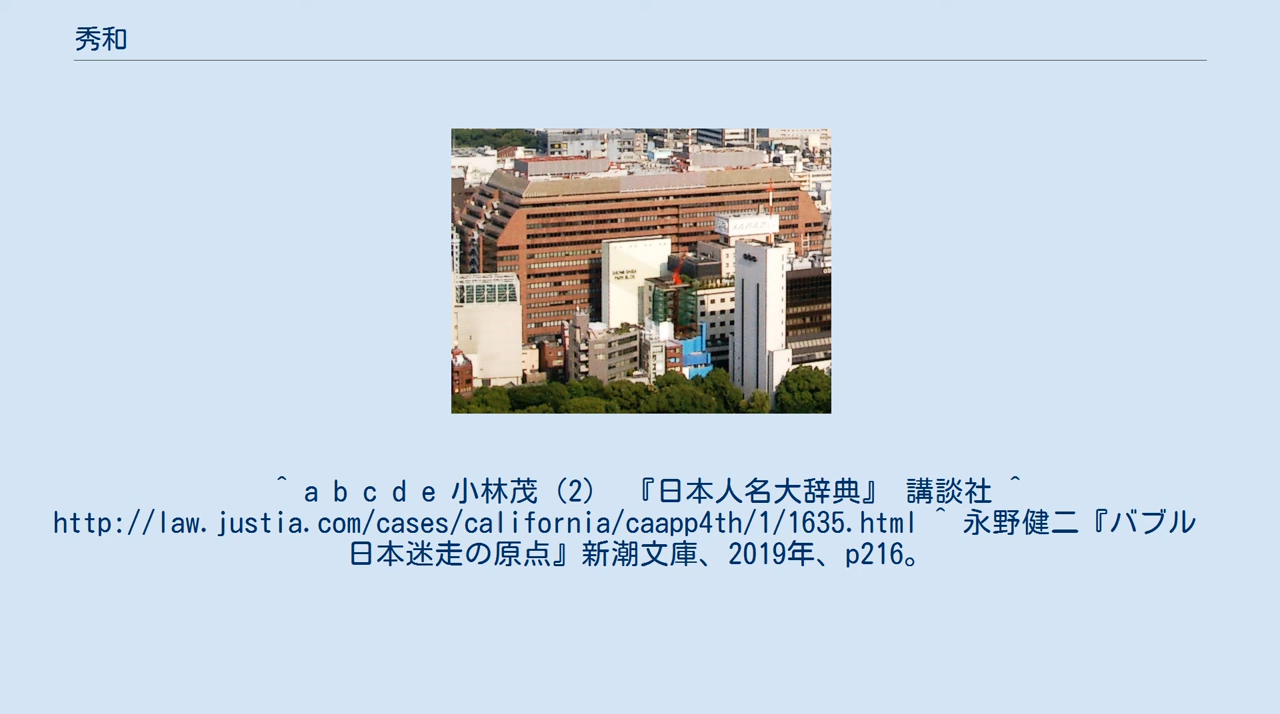 秀和
^ a b c d e 小林茂（2） 『日本人名大辞典』 講談社 ^
http://law.justia.com/cases/california/caapp4th/1/1635.html ^ 永野健二『バブル
日本迷走の原点』新潮文庫、2019年、p216。